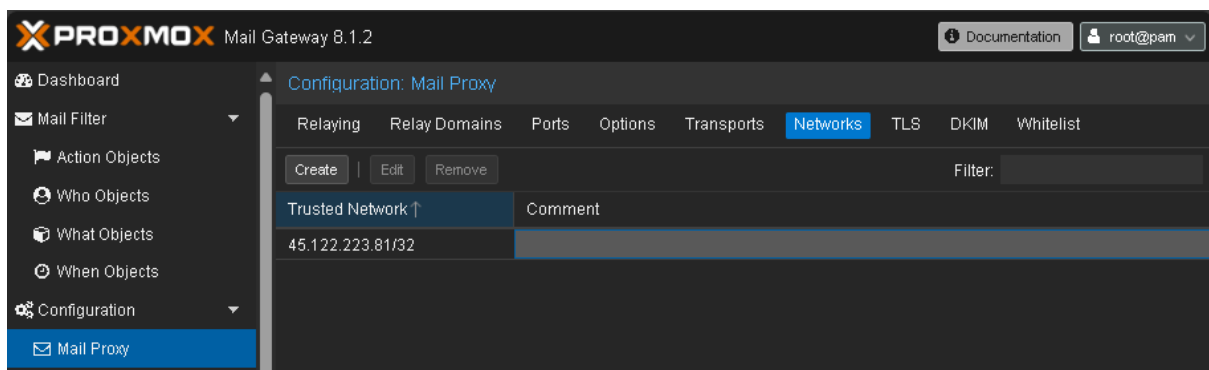 PROXMOX Mail Gateway 8.1.2 Documentation root@pam
Dashboard
Mail Filter
Action Objects
Who Objects
What Objects
When Objects
Configuration
Mail Proxy
Configuration: Mail Proxy
Relaying Relay Domains Ports Options Transports Networks TLS DKIM Whitelist
Create Edit Remove Filter:
Trusted Network↑ Comment
45.122.223.81/32